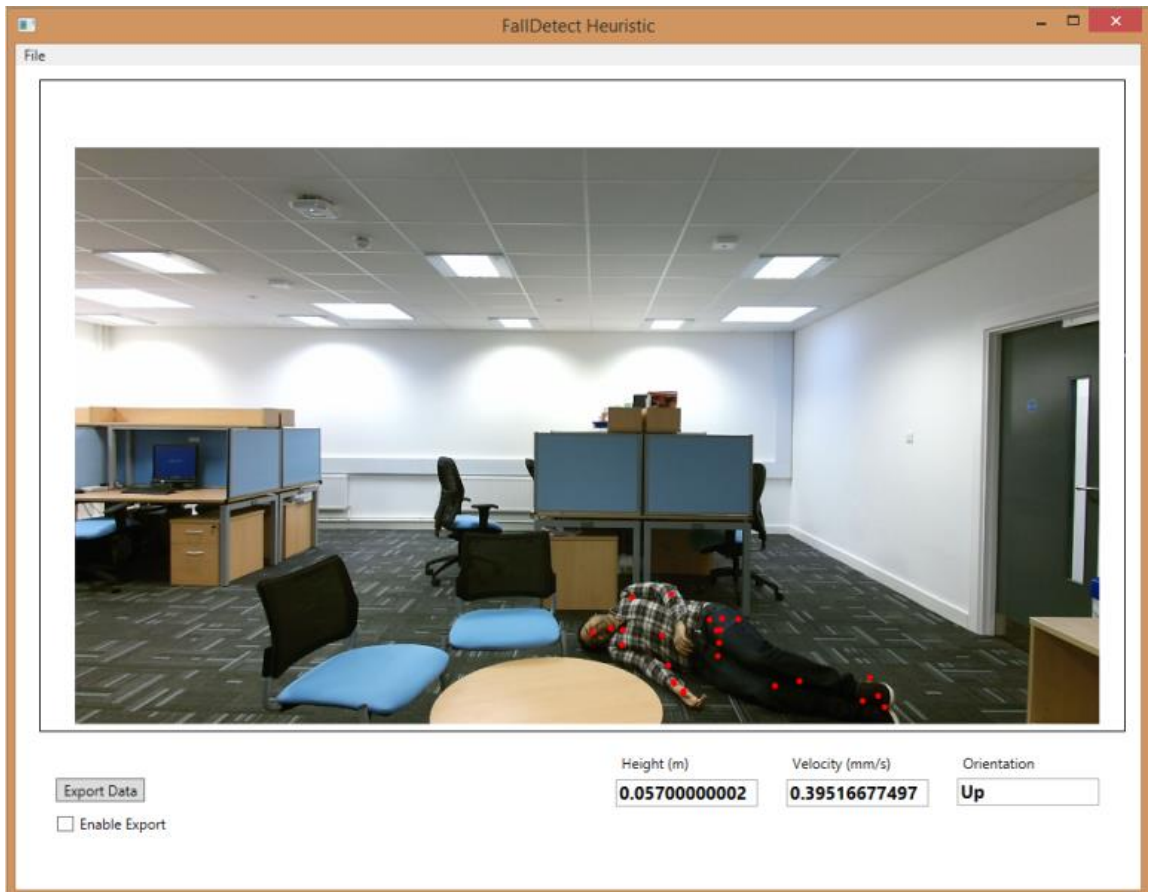 FallDetect Heuristic
File
Height (m)
Velocity (mm/s)
Orientation
Export Data
0.05700000002
0.39516677497
Up
Enable Export